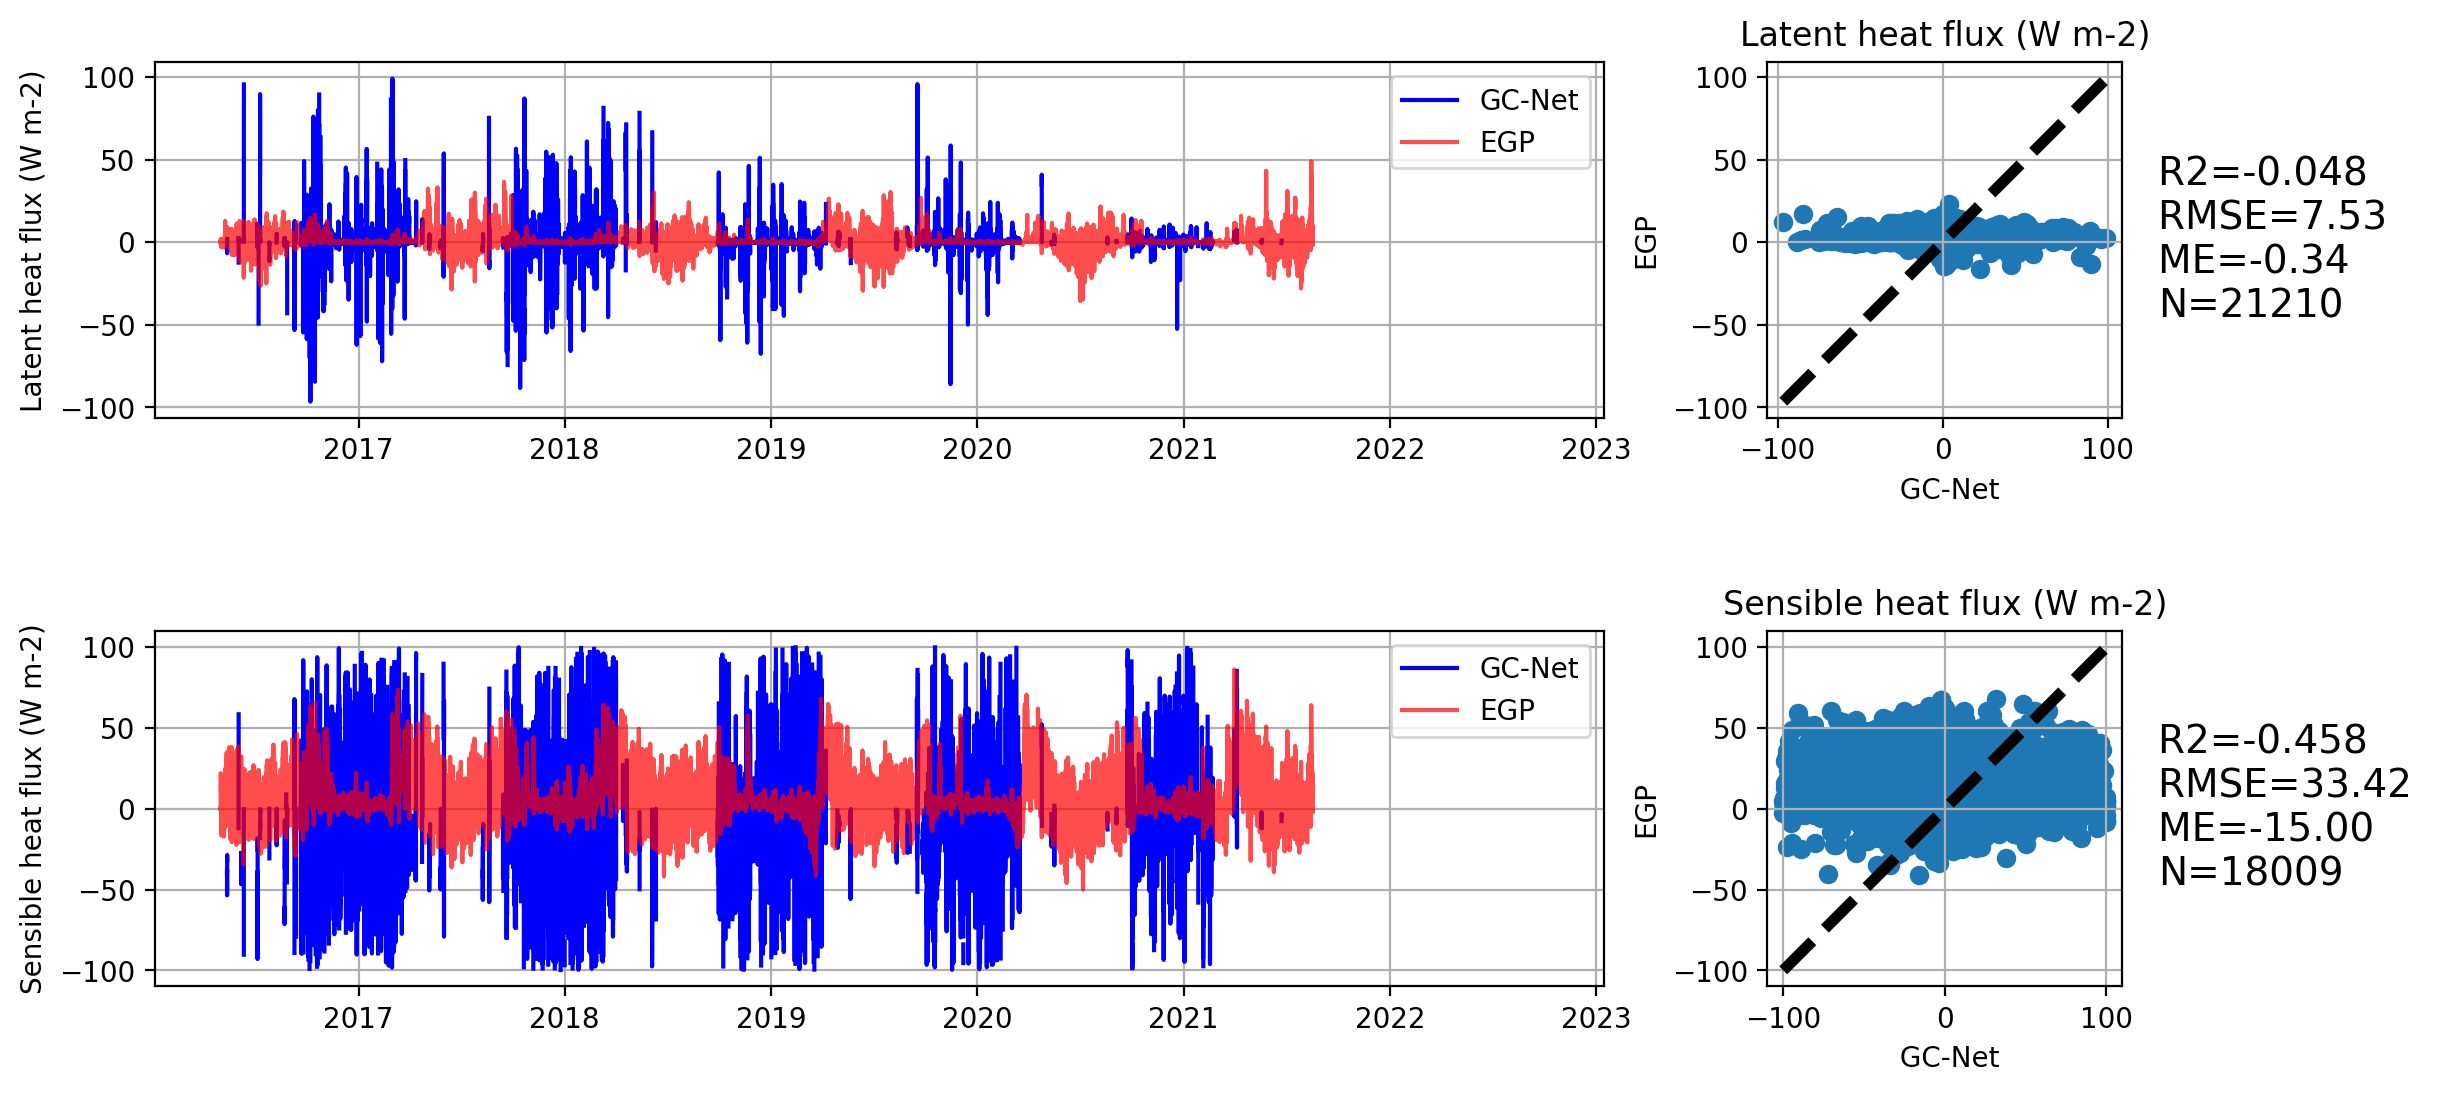 Latent heat flux (W m-2)
100
50
0
−50
−100
2017 2018 2019 2020 2021 2022 2023
GC-Net
EGP
Latent heat flux (W m-2)
EGP
100
50
0
−50
−100
−100 0 100
GC-Net
R2=-0.048
RMSE=7.53
ME=-0.34
N=21210
Sensible heat flux (W m-2)
100
50
0
−50
−100
2017 2018 2019 2020 2021 2022 2023
GC-Net
EGP
Sensible heat flux (W m-2)
EGP
100
50
0
−50
−100
−100 0 100
GC-Net
R2=-0.458
RMSE=33.42
ME=-15.00
N=18009